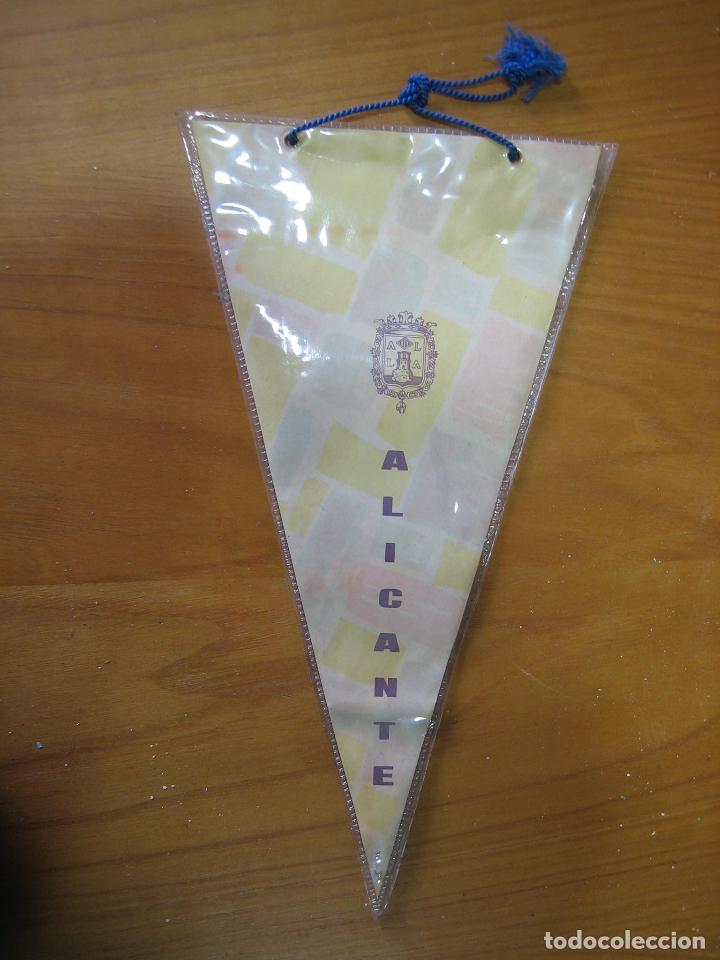 A L
L A
ALICANTE
todocoleccion